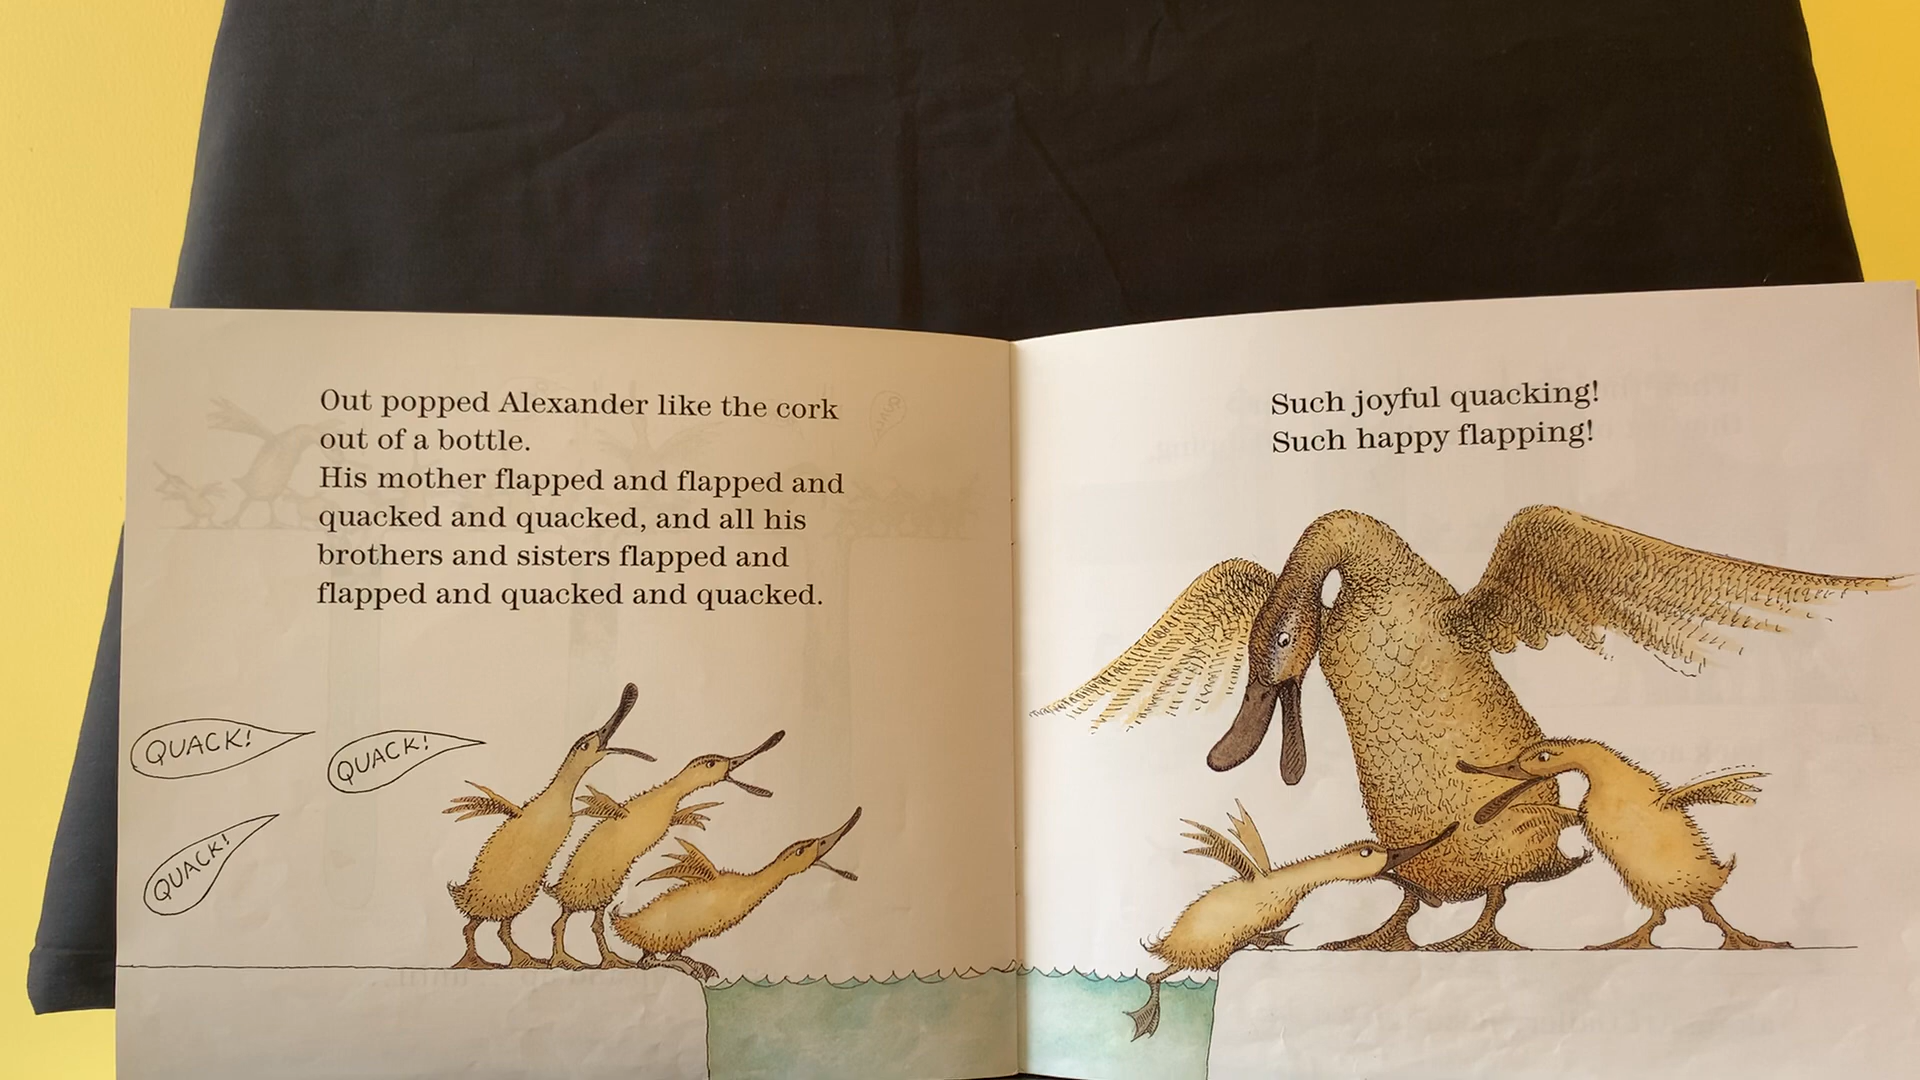 Out popped Alexander like the cork
out of a bottle.
His mother flapped and flapped and
quacked and quacked, and all his
brothers and sisters flapped and
flapped and quacked and quacked.
QUACK!
QUACK!
QUACK!
Such joyful quacking!
Such happy flapping!